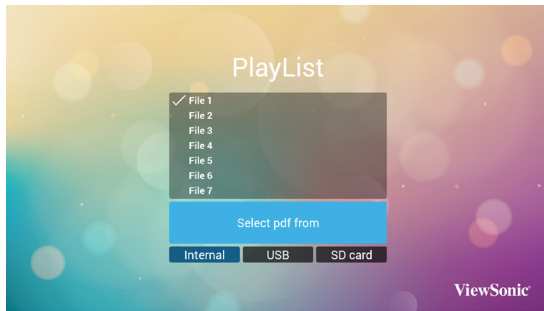 PlayList
File 1
File 2
File 3
File 4
File 5
File 6
File 7
Select pdf from
Internal USB SD card
ViewSonic®